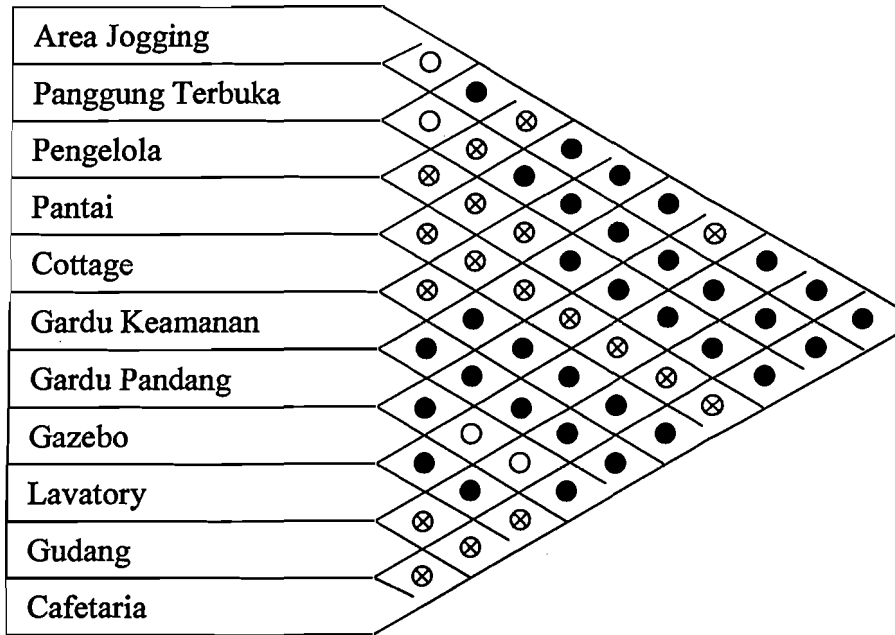 Area Jogging
Panggung Terbuka
Pengelola
Pantai
Cottage
Gardu Keamanan
Gardu Pandang
Gazebo
Lavatory
Gudang
Cafetaria